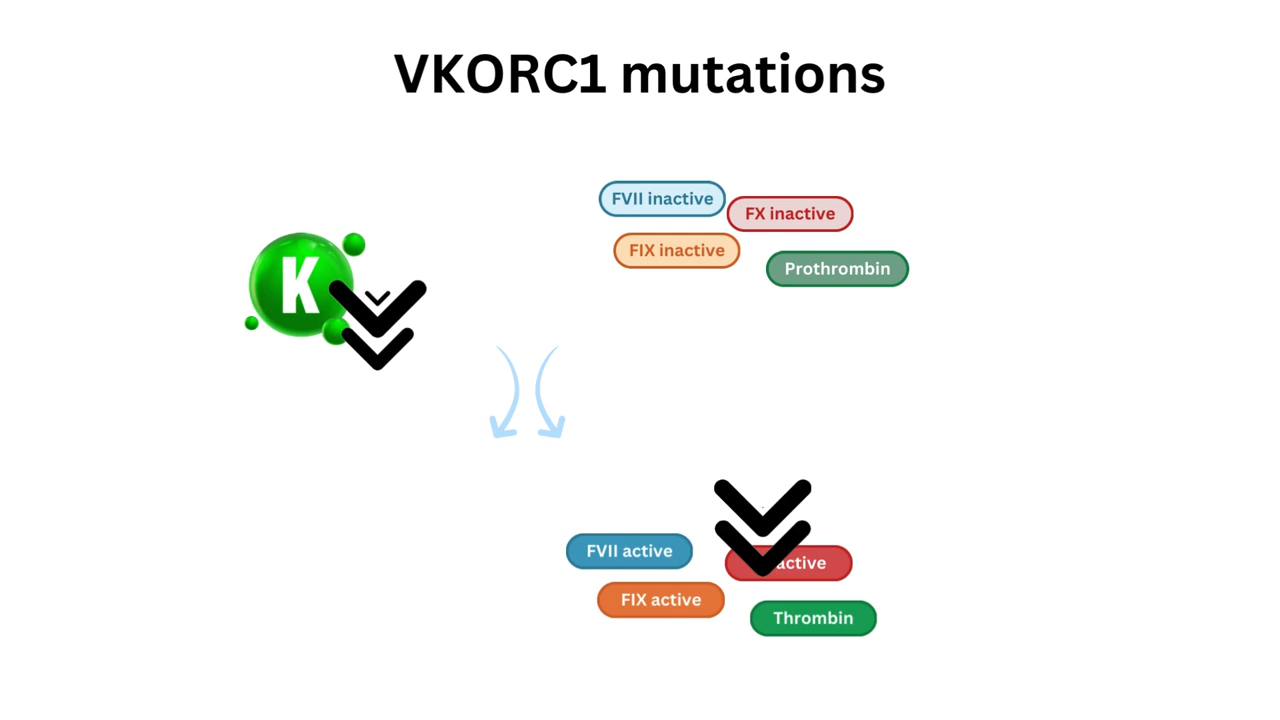 VKORC1 mutations
FVII inactive
FX inactive
FIX inactive
Prothrombin
K
FVII active
active
FIX active
Thrombin